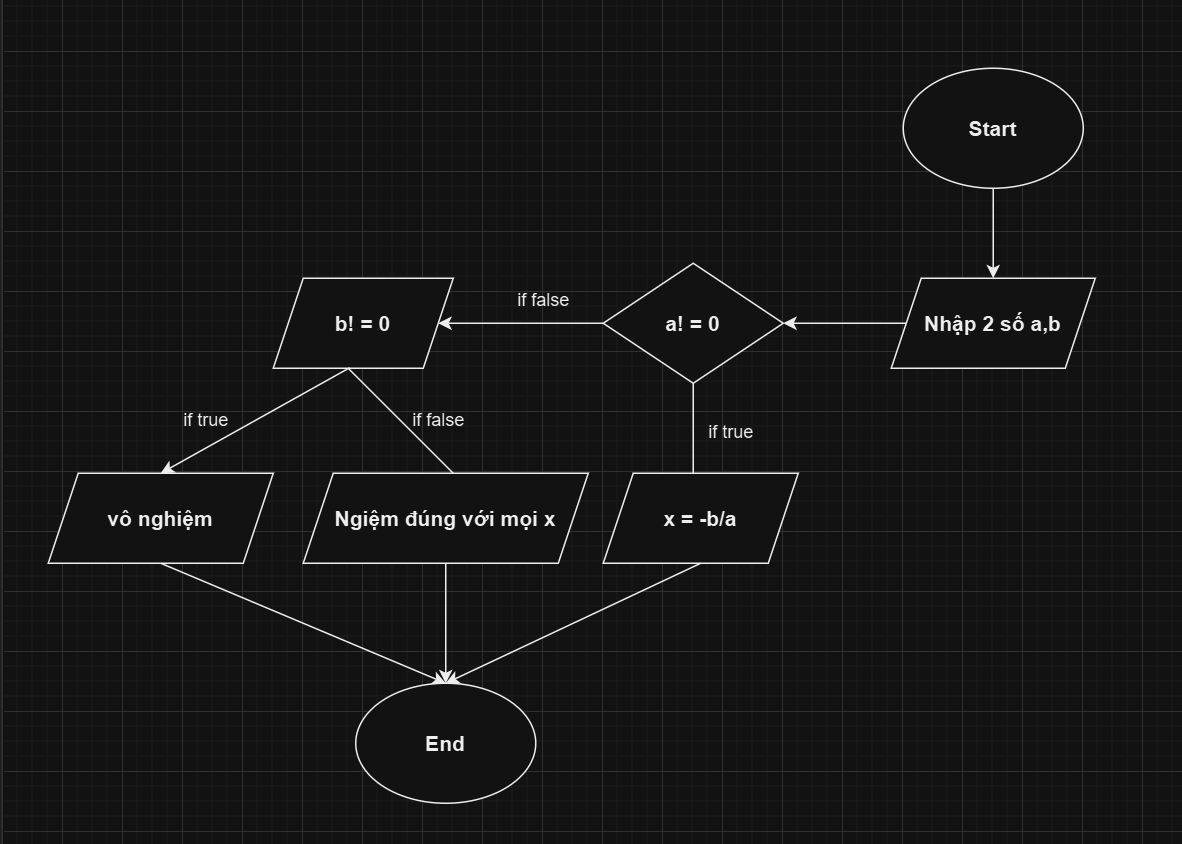 Start
Nhập 2 số a,b
a! = 0
if false
b! = 0
if true
if false
if true
vô nghiệm
Ngiệm đúng với mọi x
x = -b/a
End